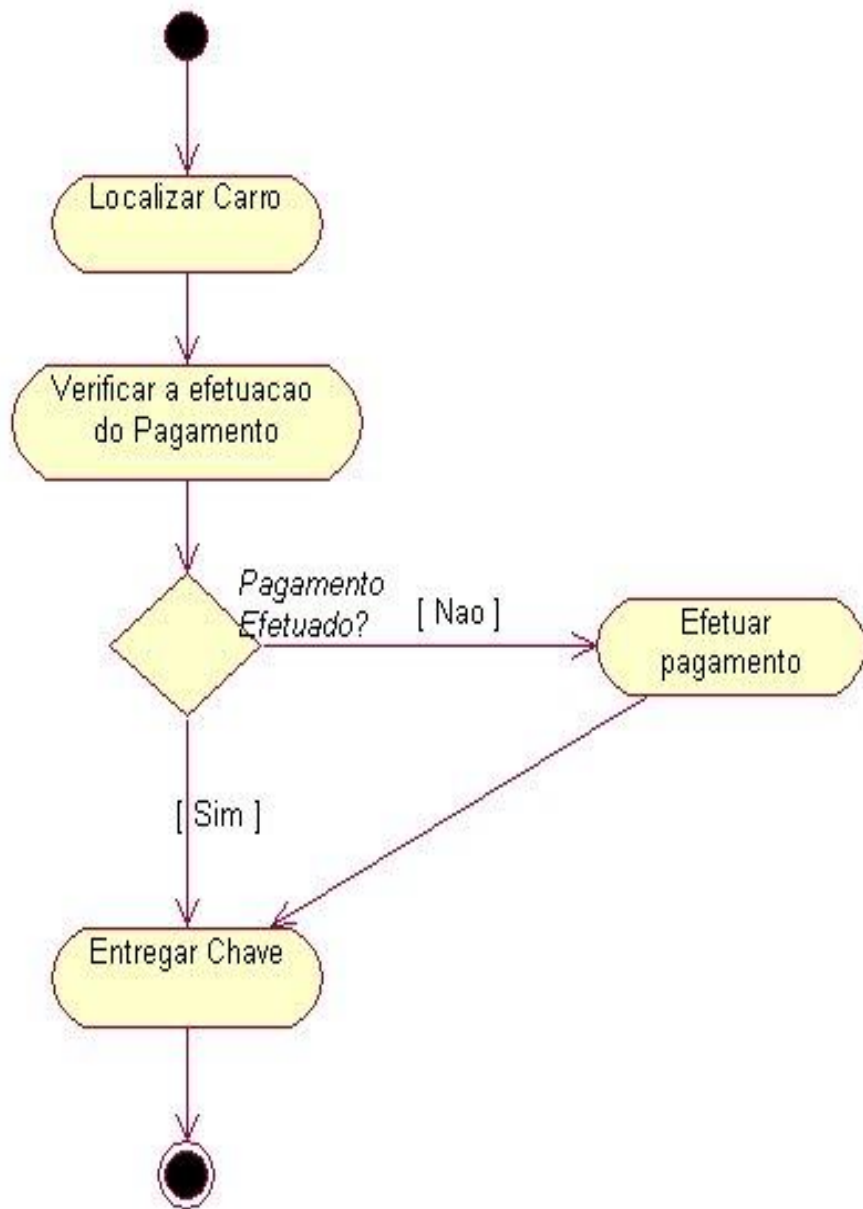 Localizar Carro
Verificar a efetuacao
do Pagamento
Pagamento
Efetuado?
[ Nao ]
Efetuar
pagamento
[ Sim ]
Entregar Chave